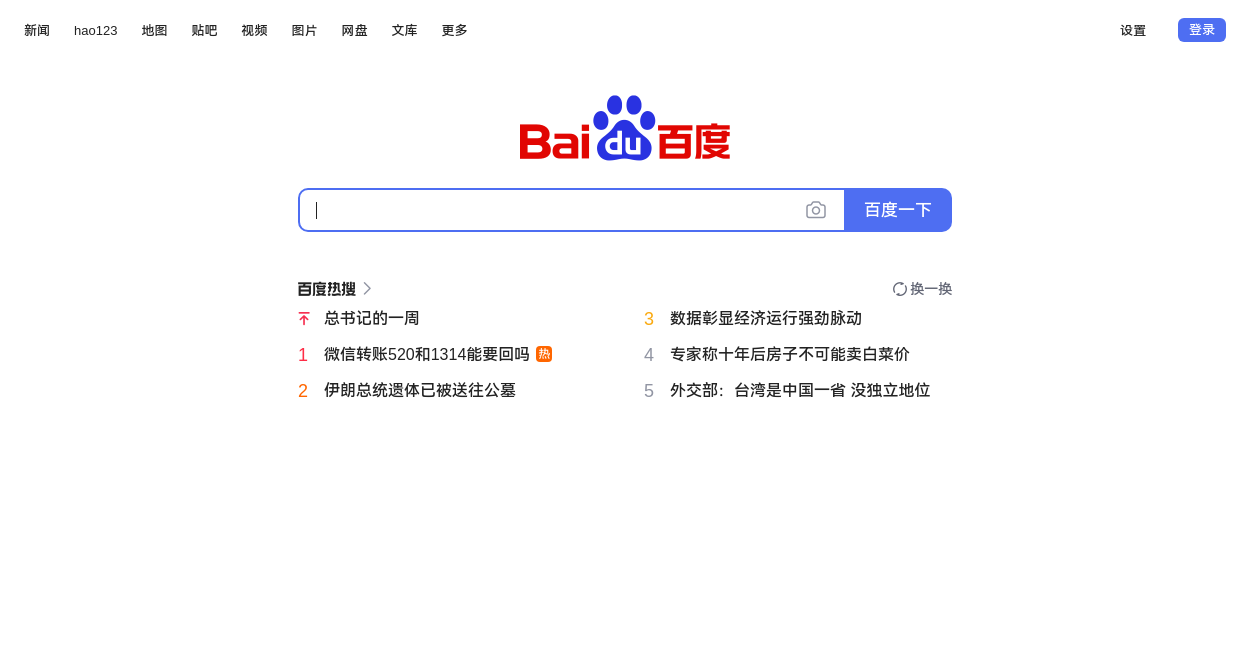 新闻 hao123 地图 贴吧 视频 图片 网盘 文库 更多 设置 登录
Bai du 百度
百度一下
百度热搜 换一换
总书记的一周
1 微信转账520和1314能要回吗 热
2 伊朗总统遗体已被送往公墓
3 数据彰显经济运行强劲脉动
4 专家称十年后房子不可能卖白菜价
5 外交部：台湾是中国一省 没独立地位